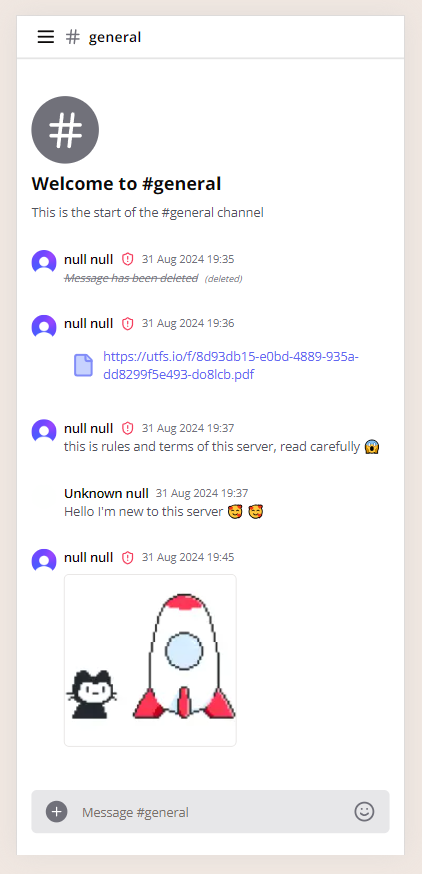 # general
#
Welcome to #general
This is the start of the #general channel
null null 31 Aug 2024 19:35
Message has been deleted (deleted)
null null 31 Aug 2024 19:36
https://utfs.io/f/8d93db15-e0bd-4889-935a-
dd8299f5e493-do8lcb.pdf
null null 31 Aug 2024 19:37
this is rules and terms of this server, read carefully 😱
Unknown null 31 Aug 2024 19:37
Hello I'm new to this server 🥰 🥰
null null 31 Aug 2024 19:45
Message #general